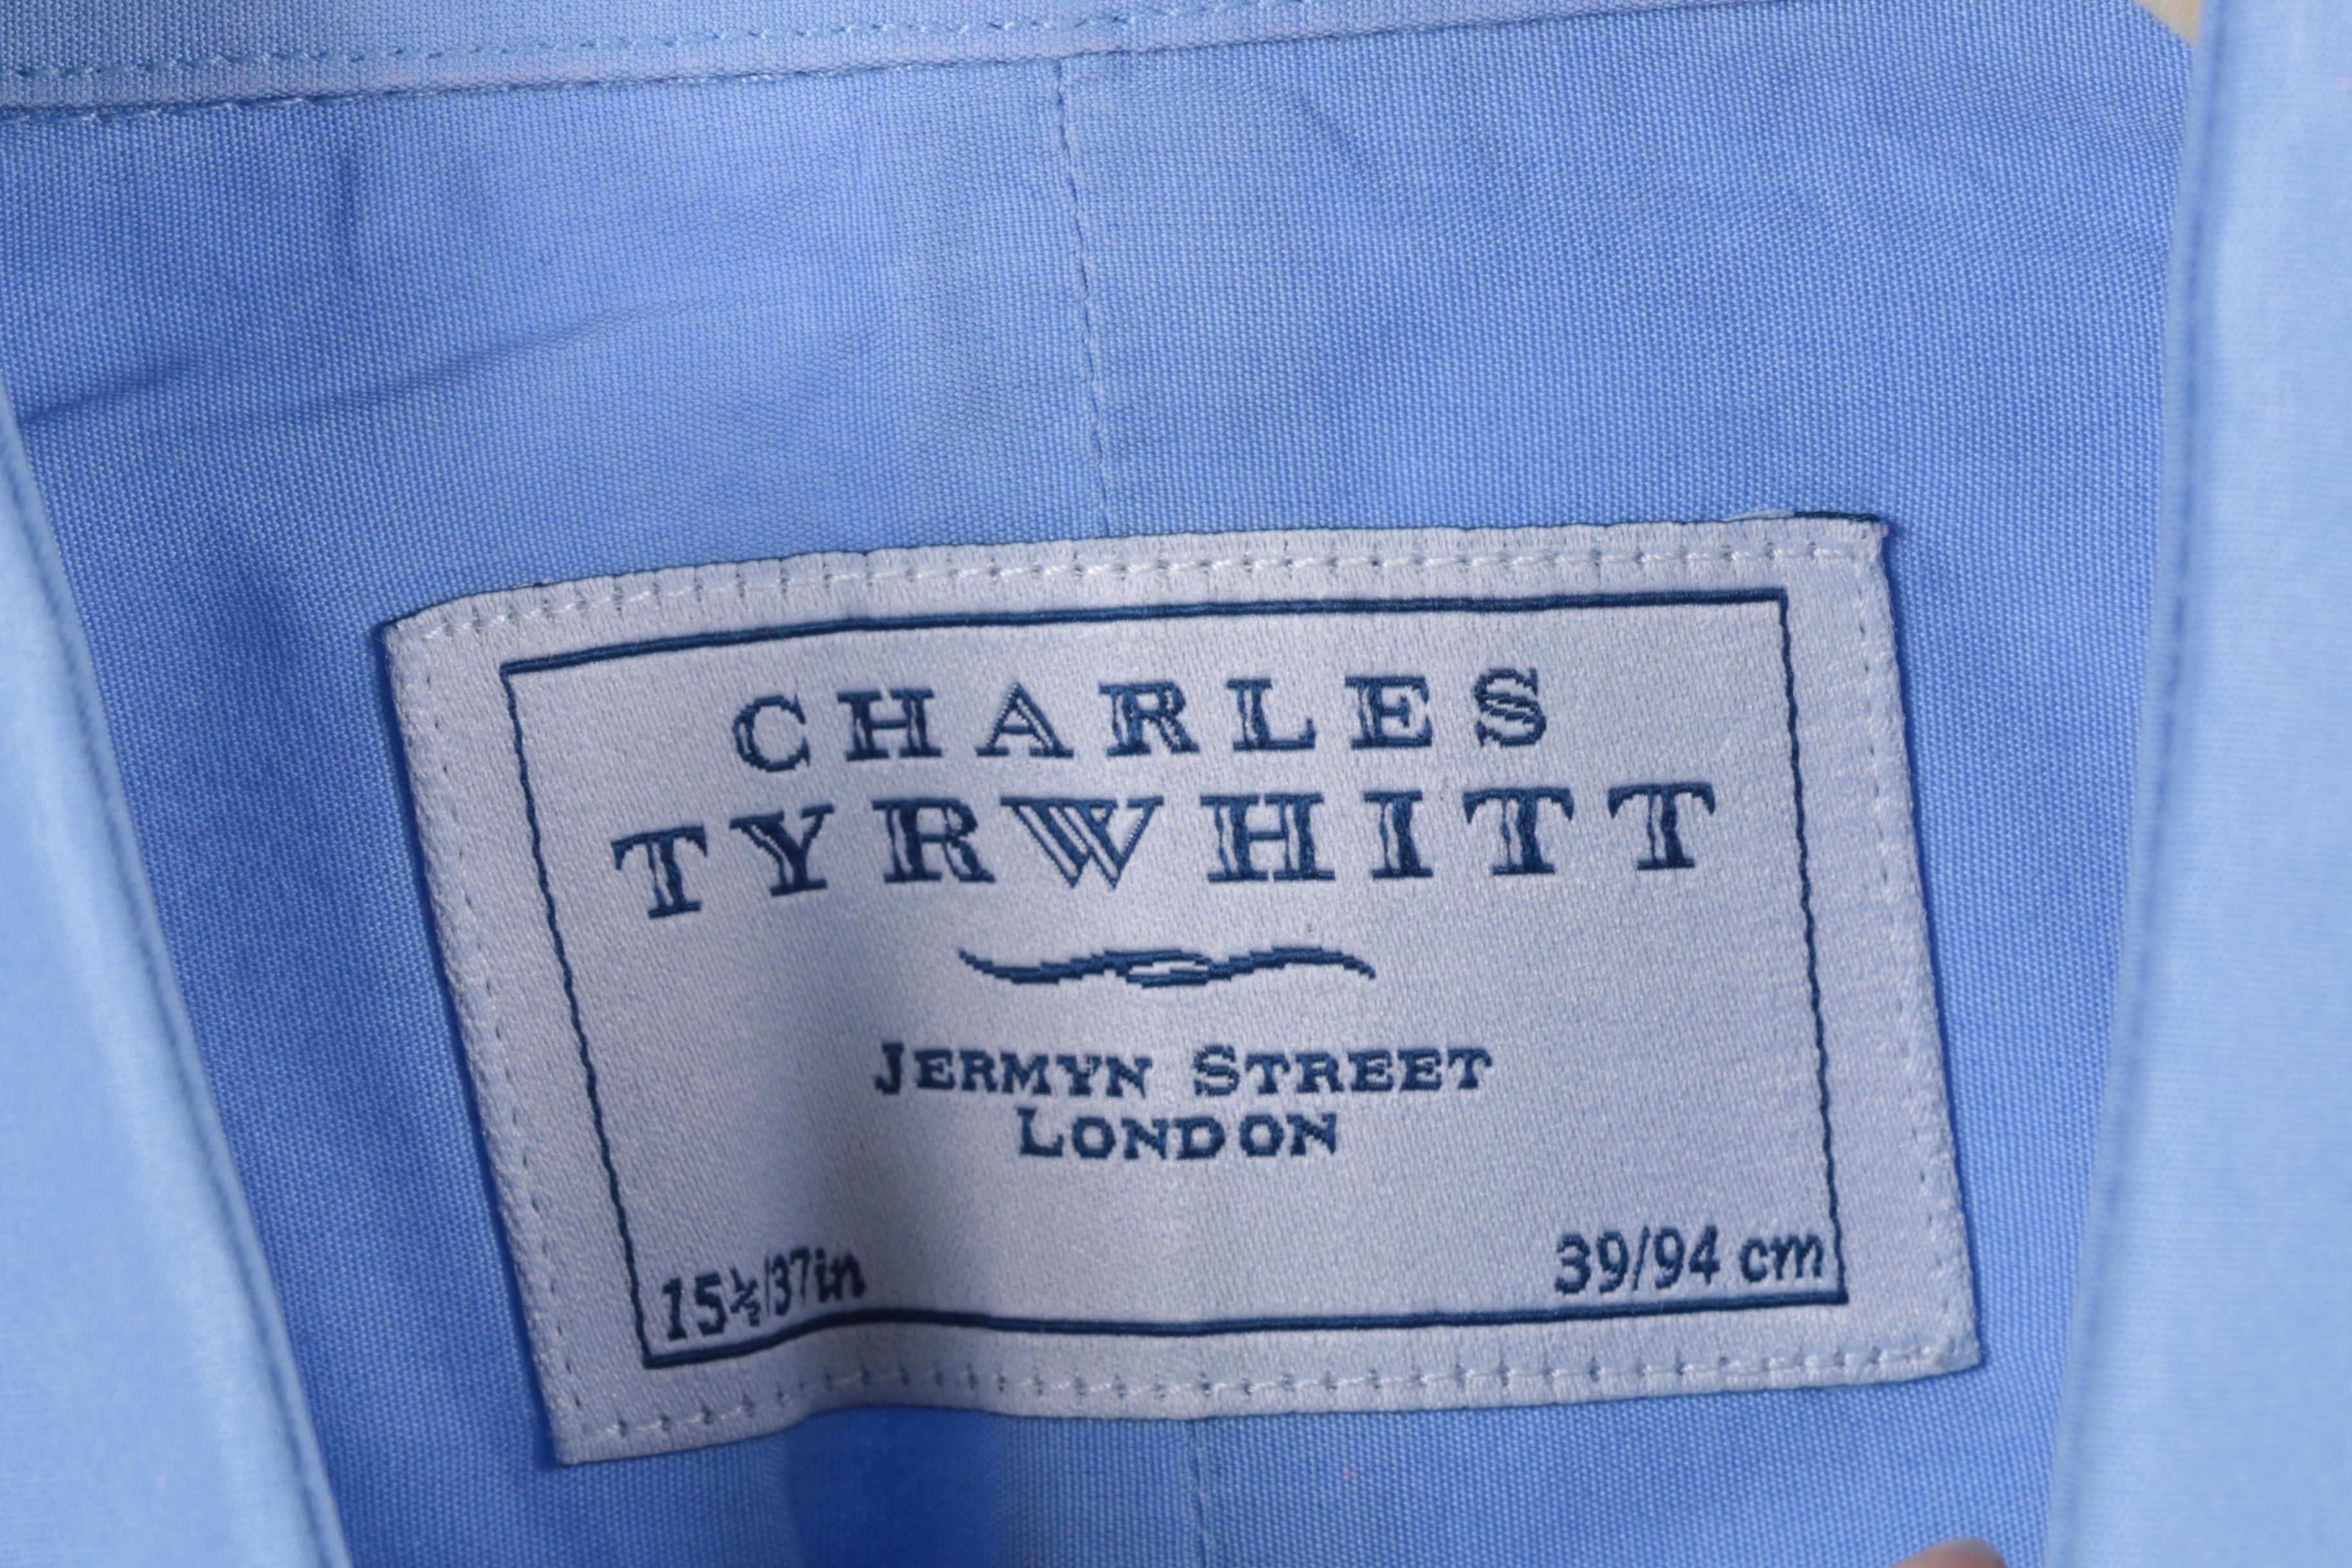 CHARLES
TYRWHITT
JERMYN STREET
LONDON
15½/37in 39/94 cm